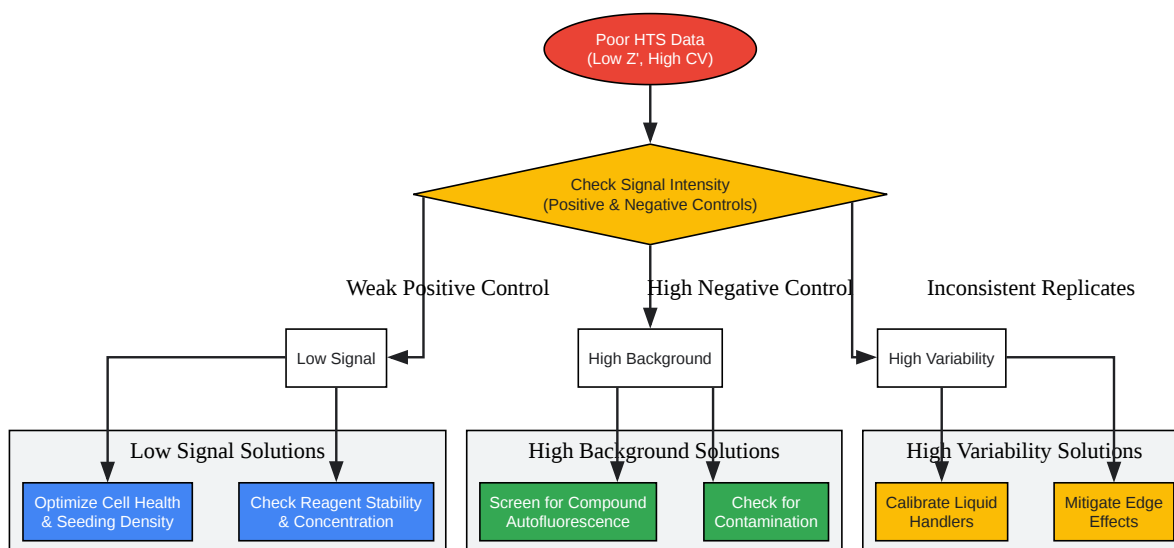 Poor HTS Data
(Low Z', High CV)
Check Signal Intensity
(Positive & Negative Controls)
Weak Positive Control
High Negative Control
Inconsistent Replicates
Low Signal
High Background
High Variability
Low Signal Solutions
High Background Solutions
High Variability Solutions
Optimize Cell Health
& Seeding Density
Check Reagent Stability
& Concentration
Screen for Compound
Autofluorescence
Check for
Contamination
Calibrate Liquid
Handlers
Mitigate Edge
Effects